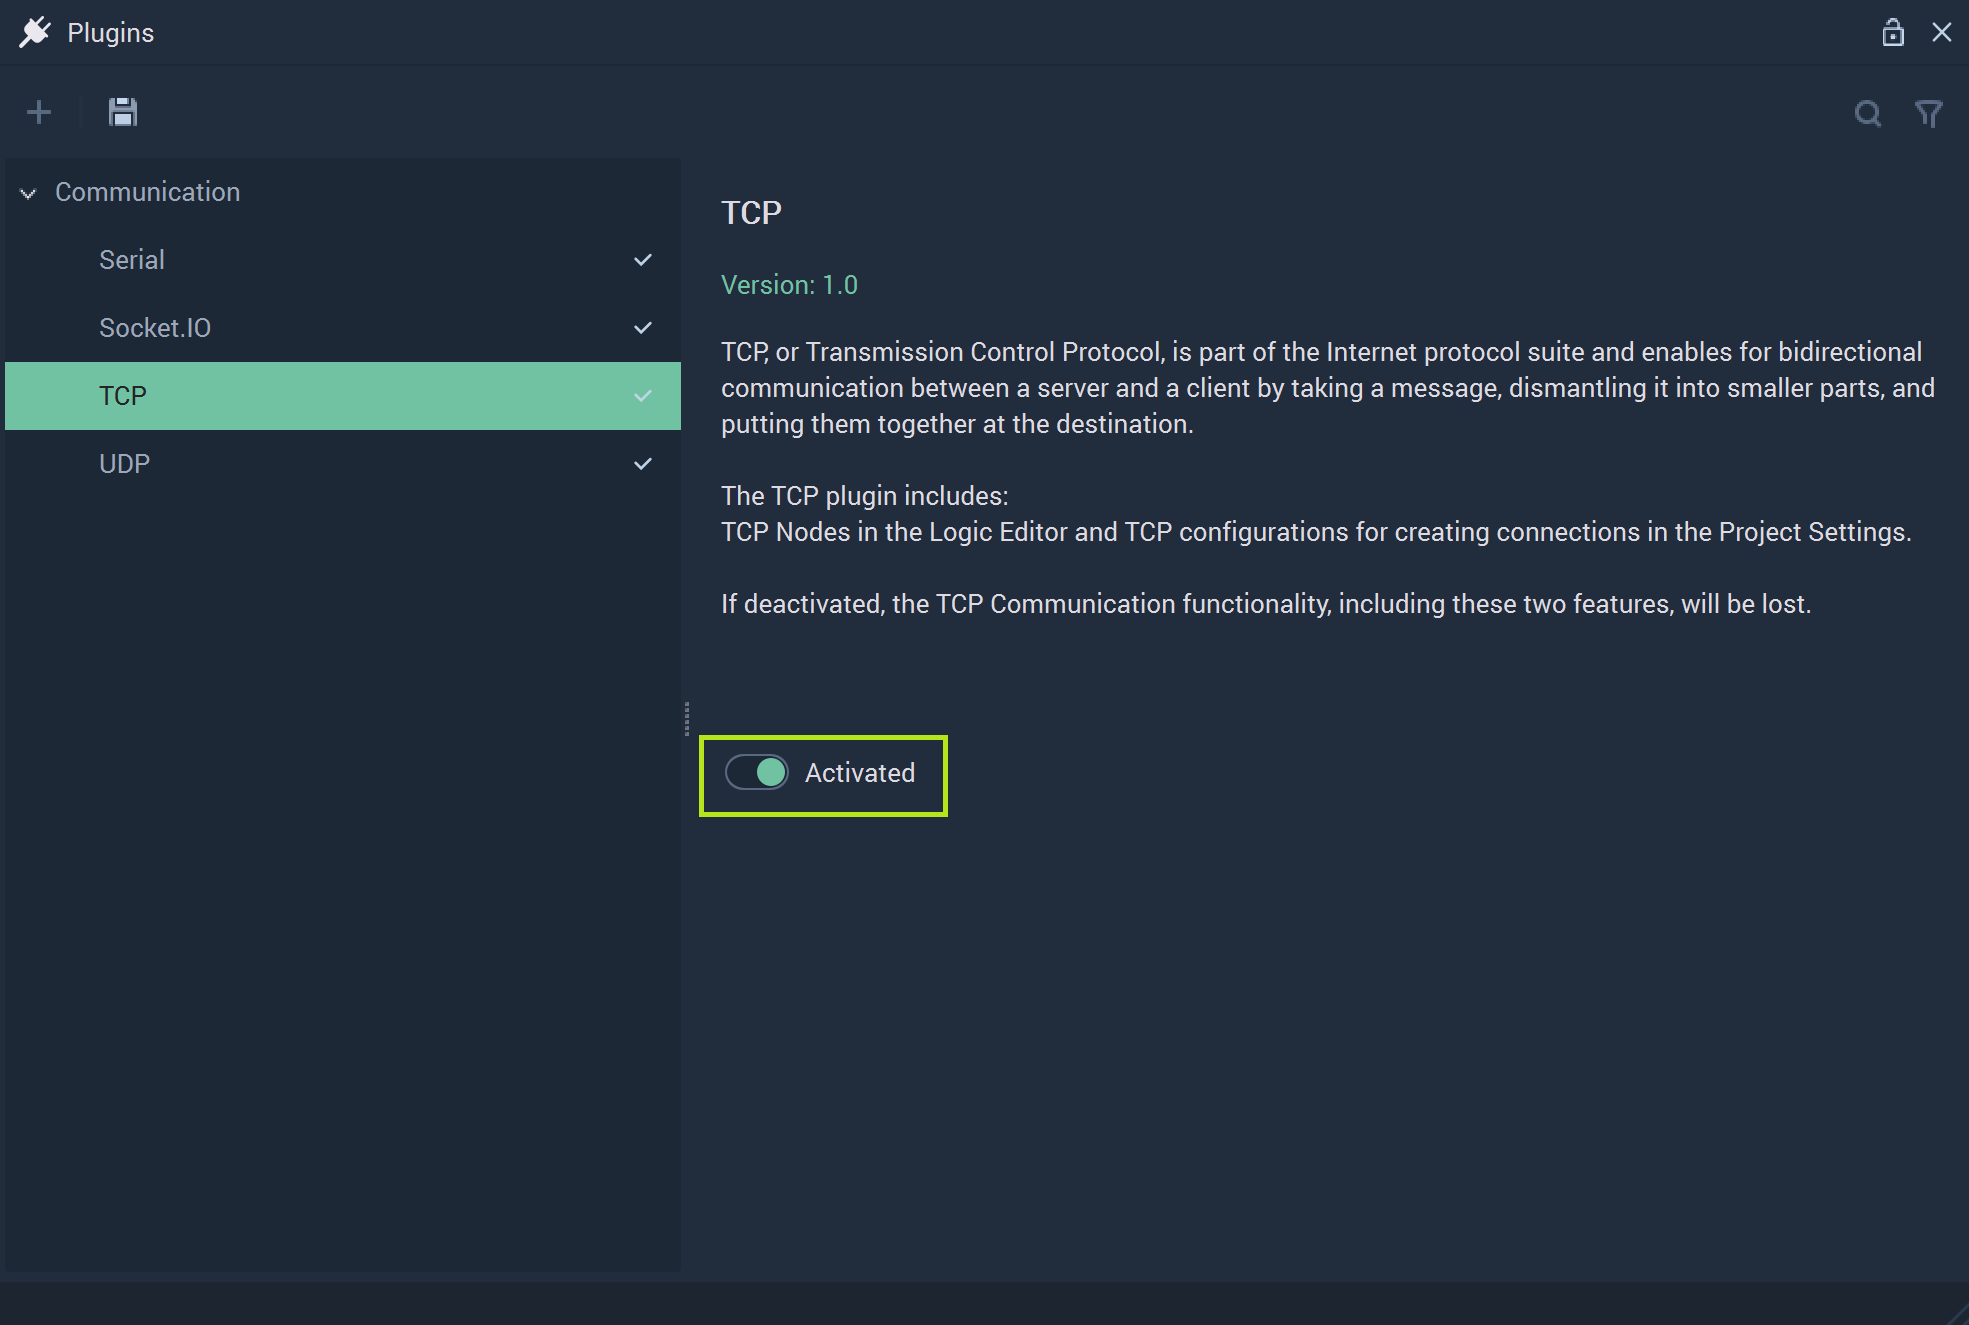 Plugins
Communication
Serial
Socket.IO
TCP
UDP
TCP
Version: 1.0
TCP, or Transmission Control Protocol, is part of the Internet protocol suite and enables for bidirectional
communication between a server and a client by taking a message, dismantling it into smaller parts, and
putting them together at the destination.
The TCP plugin includes:
TCP Nodes in the Logic Editor and TCP configurations for creating connections in the Project Settings.
If deactivated, the TCP Communication functionality, including these two features, will be lost.
Activated